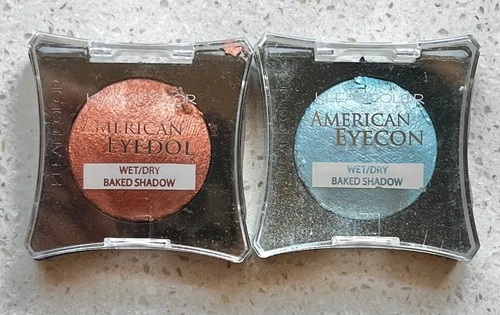 AMERICAN
EYEDOL
WET/DRY
BAKED SHADOW
AMERICAN
EYECON
WET/DRY
BAKED SHADOW